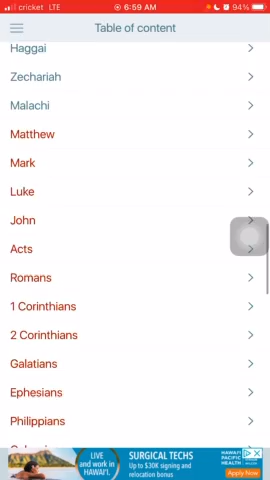 cricket LTE 6:59 AM 94%
Table of content
Haggai
Zechariah
Malachi
Matthew
Mark
Luke
John
Acts
Romans
1 Corinthians
2 Corinthians
Galatians
Ephesians
Philippians
LIVE
and work in
HAWAI'I.
SURGICAL TECHS
Up to $30K signing and
relocation bonus
HAWAI'I
PACIFIC
HEALTH
Apply Now